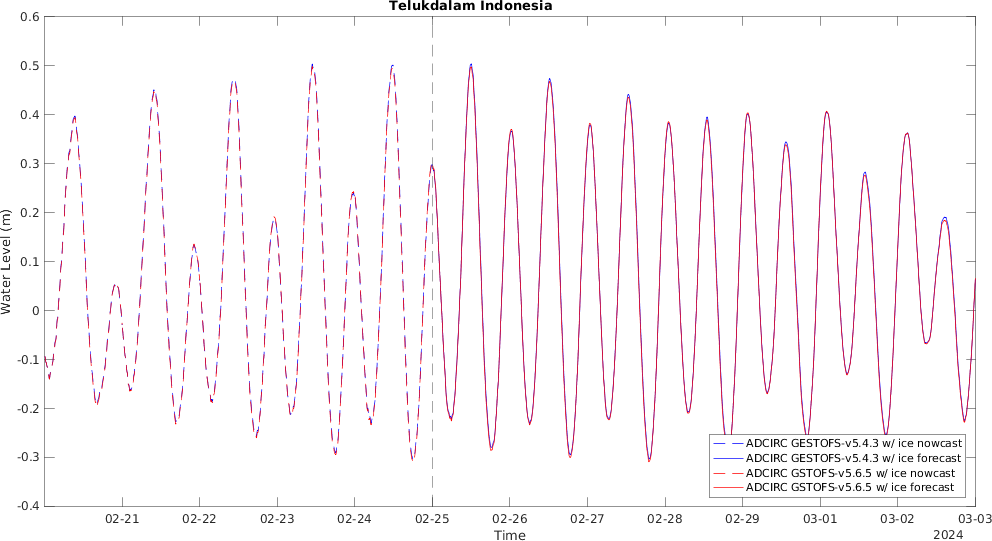 Telukdalam Indonesia
0.6
0.5
0.4
0.3
0.2
0.1
0
-0.1
-0.2
-0.3
-0.4
Water Level (m)
ADCIRC GESTOFS-v5.4.3 w/ ice nowcast
ADCIRC GESTOFS-v5.4.3 w/ ice forecast
ADCIRC GSTOFS-v5.6.5 w/ ice nowcast
ADCIRC GSTOFS-v5.6.5 w/ ice forecast
02-21 02-22 02-23 02-24 02-25 02-26 02-27 02-28 02-29 03-01 03-02 03-03
Time
2024